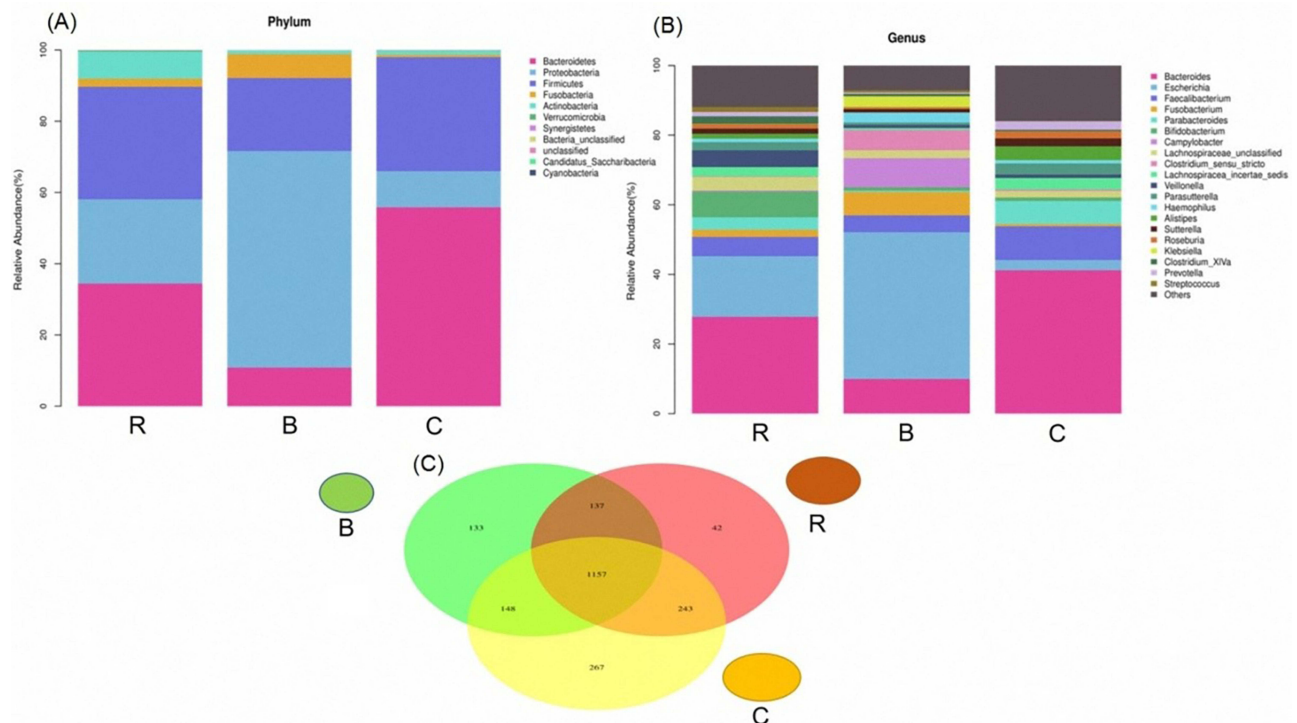 (A)
Phylum
Relative Abundance(%)
100
80
60
40
20
0
R
B
C
Bacteroidetes
Proteobacteria
Firmicutes
Fusobacteria
Actinobacteria
Verrucomicrobia
Synergistetes
Bacteria_unclassified
unclassified
Candidatus_Saccharibacteria
Cyanobacteria
(B)
Genus
Relative Abundance(%)
100
80
60
40
20
0
R
B
C
Bacteroides
Escherichia
Faecalibacterium
Fusobacterium
Parabacteroides
Bifidobacterium
Campylobacter
Lachnospiraceae_unclassified
Clostridium_sensu_stricto
Lachnospiracea_incertae_sedis
Veillonella
Parasutterella
Haemophilus
Alistipes
Sutterella
Roseburia
Klebsiella
Clostridium_XIVa
Prevotella
Streptococcus
Others
(C)
B
R
C
133
137
42
1157
148
243
267